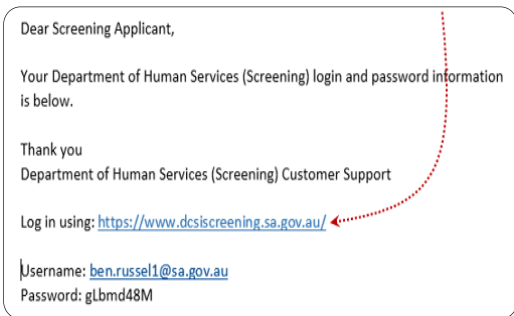 Dear Screening Applicant,
Your Department of Human Services (Screening) login and password information
is below.
Thank you
Department of Human Services (Screening) Customer Support
Log in using: https://www.dcsiscreening.sa.gov.au/
Username: ben.russel1@sa.gov.au
Password: gLbmd48M